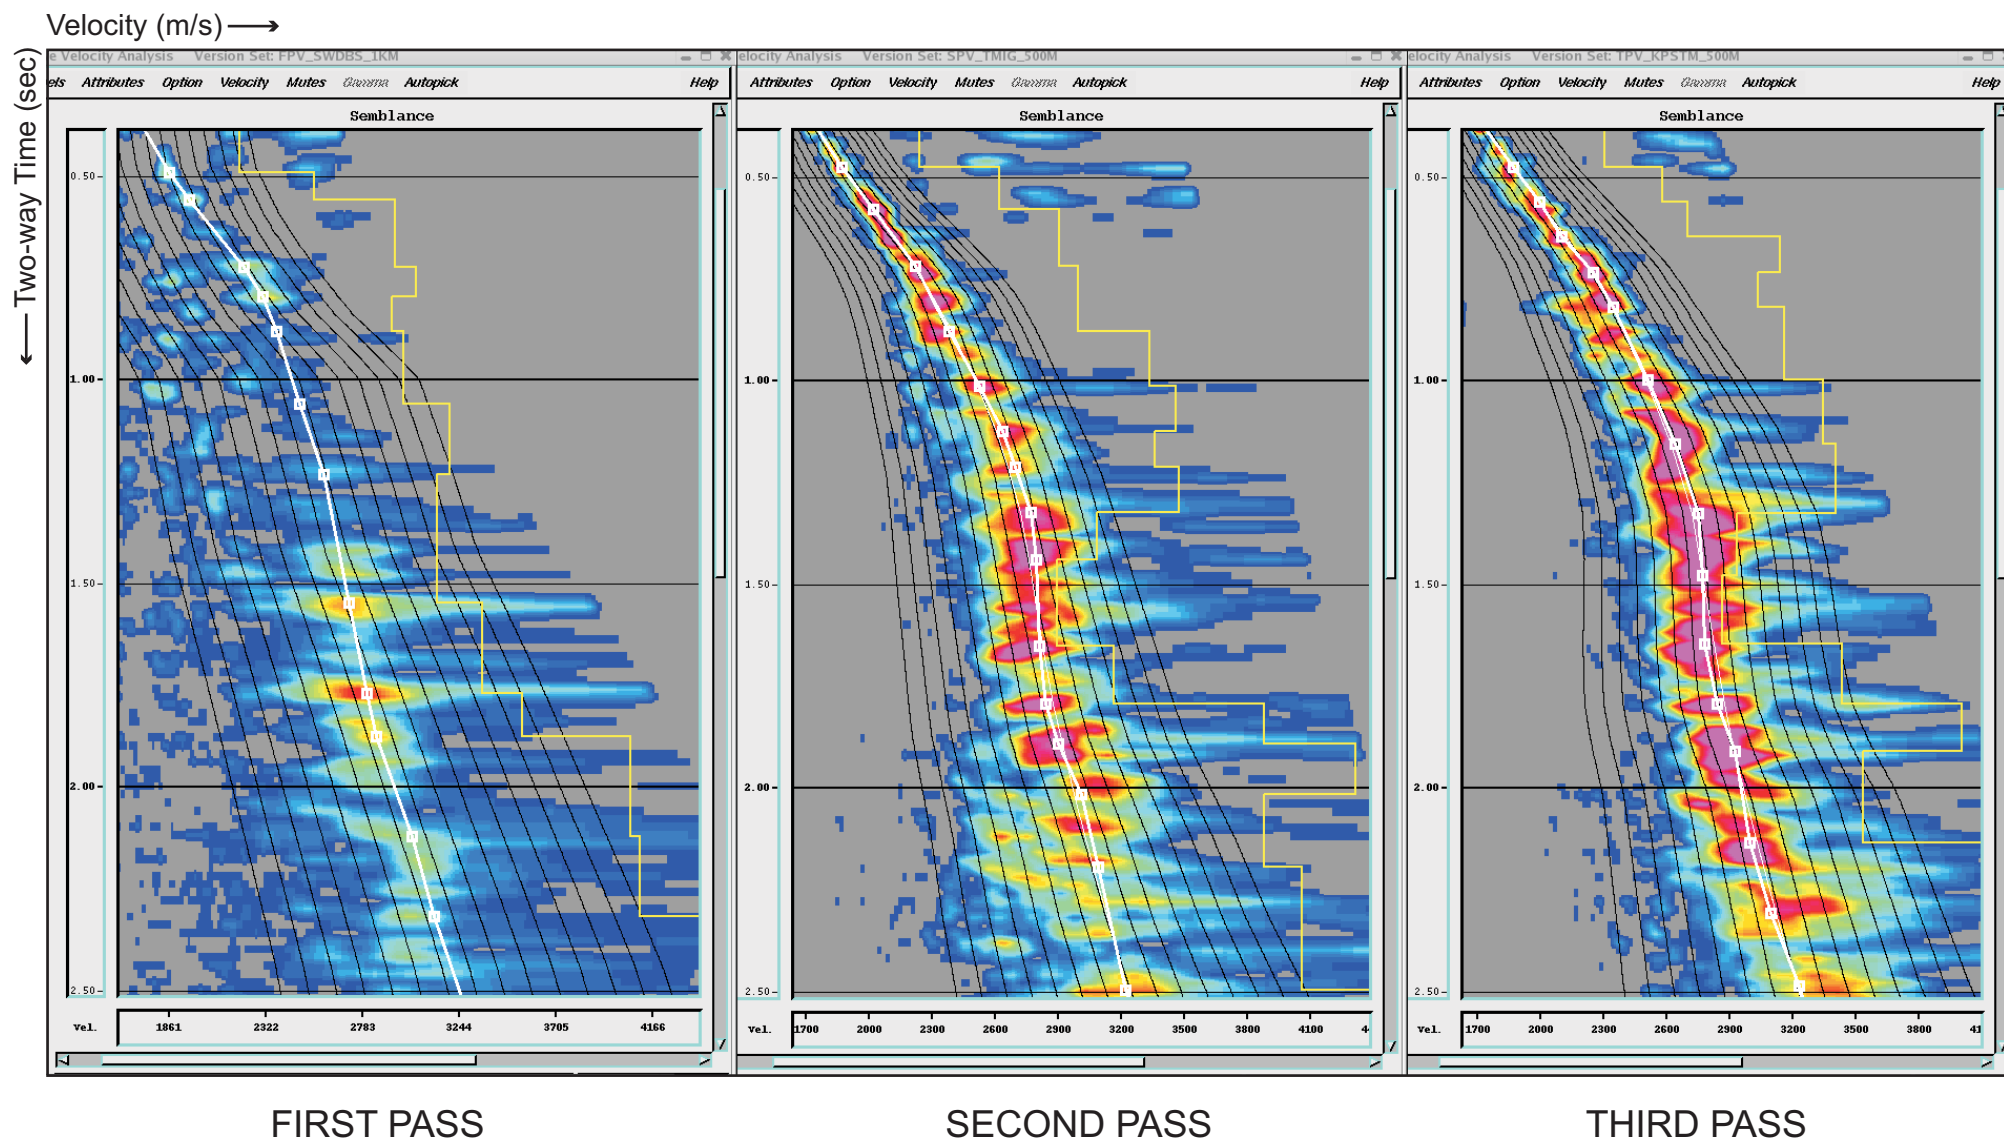 Velocity (m/s)
Two-way Time (sec)
e Velocity Analysis Version Set: FPV_SWDBS_1KM
els Attributes Option Velocity Mutes Gamma Autopick Help
Semblance
0.50
1.00
1.50
2.00
2.50
Vel. 1861 2322 2783 3244 3705 4166
elocity Analysis Version Set: SPV_TMIG_500M
Attributes Option Velocity Mutes Gamma Autopick Help
Semblance
0.50
1.00
1.50
2.00
2.50
Vel. 1700 2000 2300 2600 2900 3200 3500 3800 4100 4
elocity Analysis Version Set: TPV_KPSTM_500M
Attributes Option Velocity Mutes Gamma Autopick Help
Semblance
0.50
1.00
1.50
2.00
2.50
Vel. 1700 2000 2300 2600 2900 3200 3500 3800 41
FIRST PASS
SECOND PASS
THIRD PASS